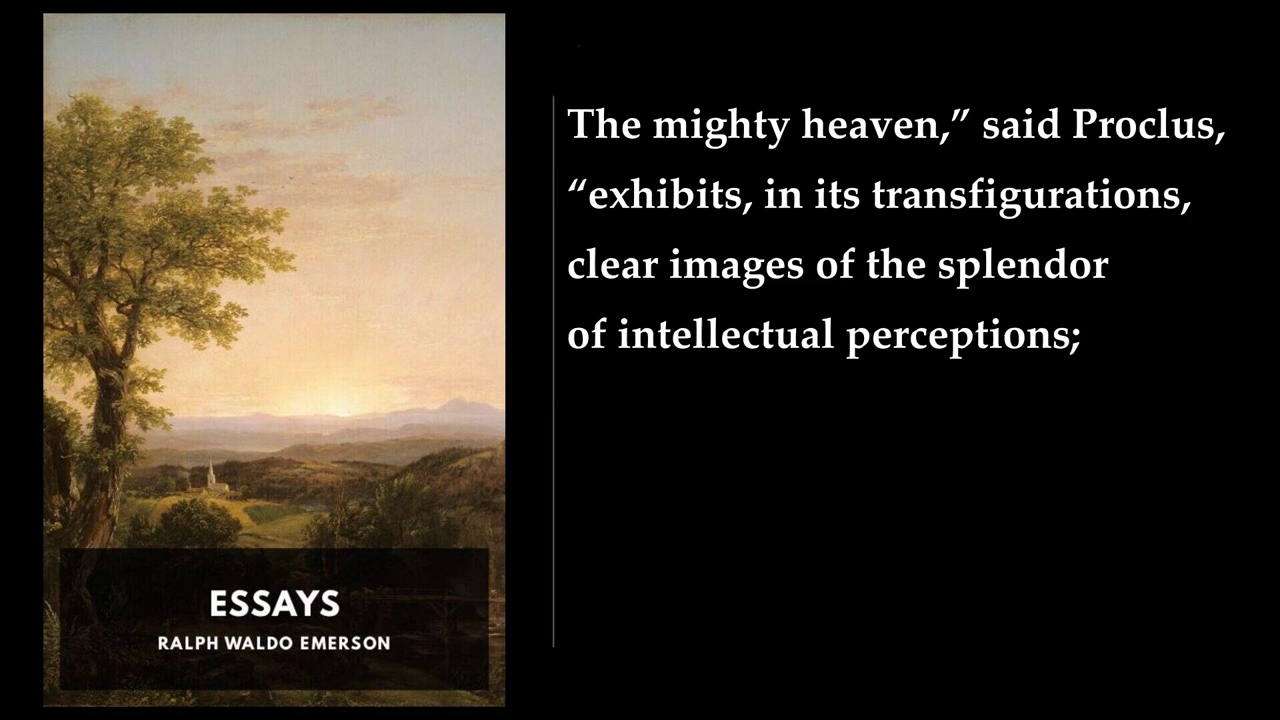 ESSAYS
RALPH WALDO EMERSON
The mighty heaven,” said Proclus,
“exhibits, in its transfigurations,
clear images of the splendor
of intellectual perceptions;